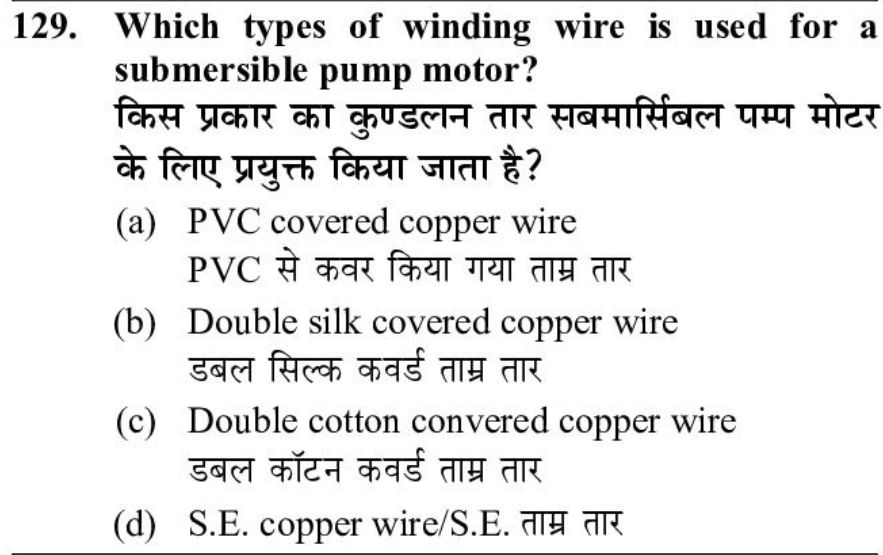 129. Which types of winding wire is used for a
submersible pump motor?
किस प्रकार का कुण्डलन तार सबमार्सिबल पम्प मोटर
के लिए प्रयुक्त किया जाता है?
(a) PVC covered copper wire
PVC से कवर किया गया ताम्र तार
(b) Double silk covered copper wire
डबल सिल्क कवर्ड ताम्र तार
(c) Double cotton convered copper wire
डबल कॉटन कवर्ड ताम्र तार
(d) S.E. copper wire/S.E. ताम्र तार